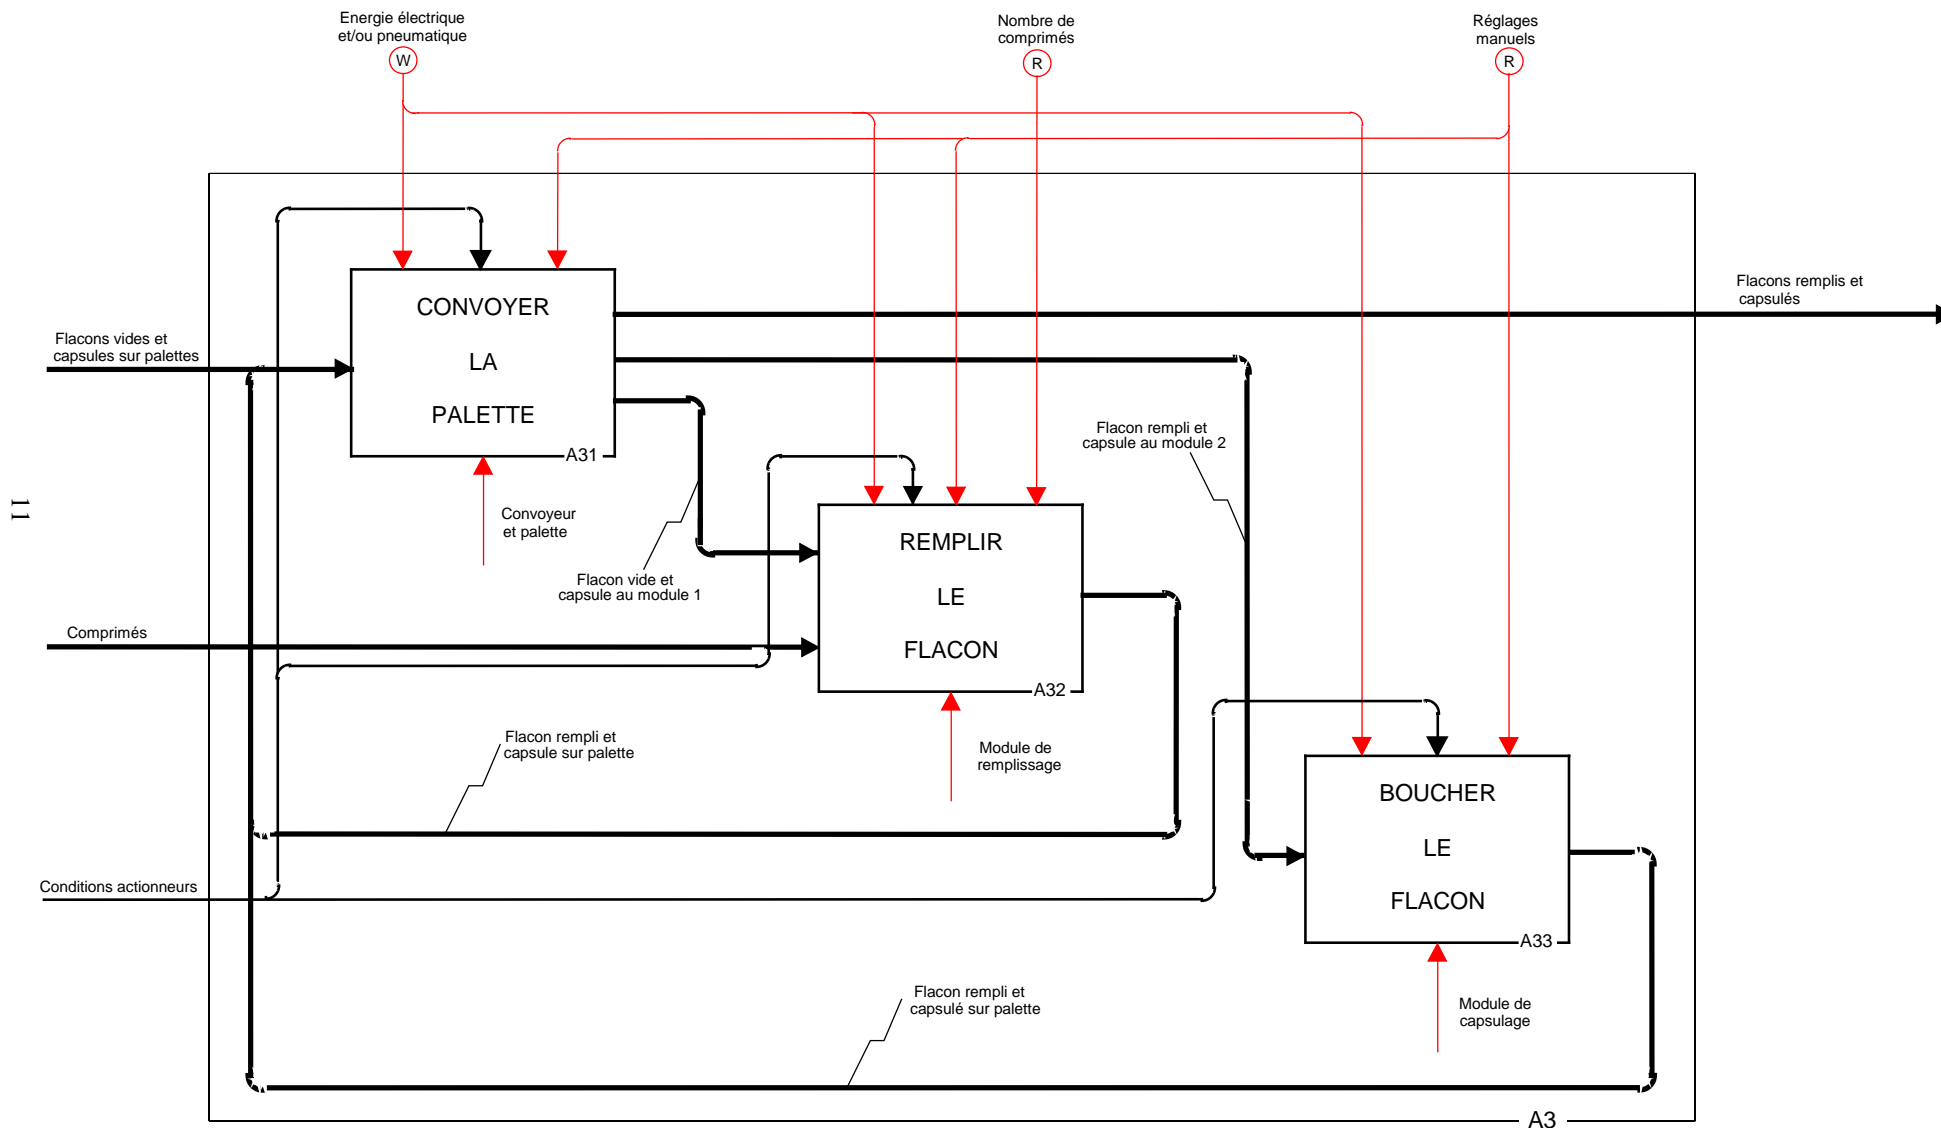 Energie électrique
et/ou pneumatique
W
Nombre de
comprimés
R
Réglages
manuels
R
CONVOYER
LA
PALETTE
A31
Flacons vides et
capsules sur palettes
Flacons remplis et
capsulés
Convoyeur
et palette
Flacon vide et
capsule au module 1
Flacon rempli et
capsule au module 2
11
REMPLIR
LE
FLACON
A32
Comprimés
Module de
remplissage
Flacon rempli et
capsule sur palette
BOUCHER
LE
FLACON
A33
Conditions actionneurs
Flacon rempli et
capsulé sur palette
Module de
capsulage
A3